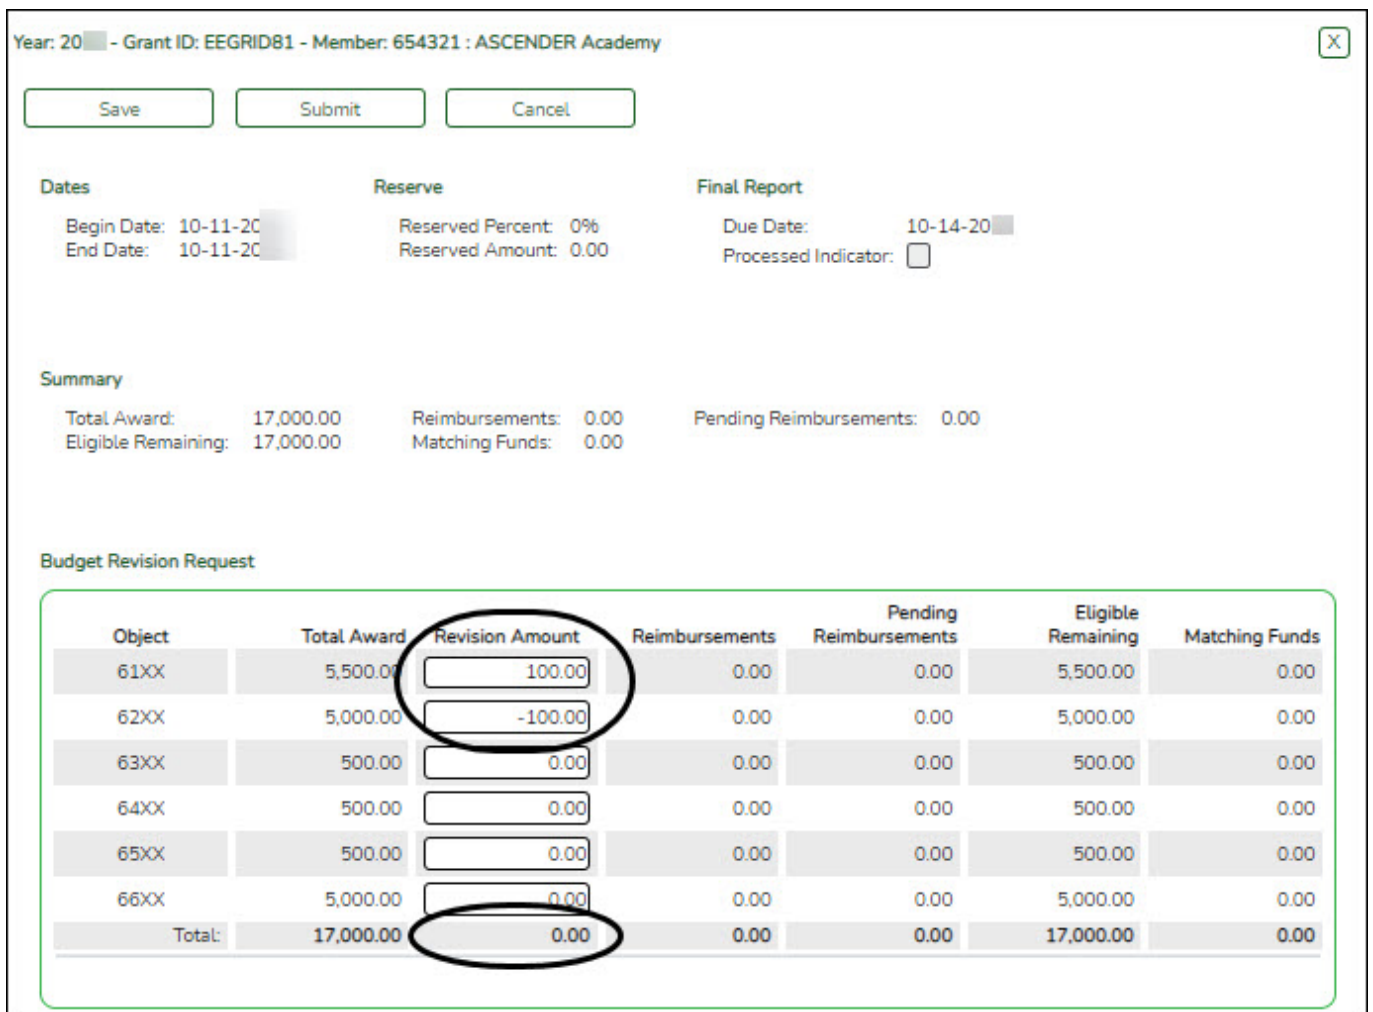 Year: 20 - Grant ID: EEGRID81 - Member: 654321 : ASCENDER Academy X
Save Submit Cancel
Dates Reserve Final Report
Begin Date: 10-11-20 Reserved Percent: 0% Due Date: 10-14-20
End Date: 10-11-20 Reserved Amount: 0.00 Processed Indicator:
Summary
Total Award: 17,000.00 Reimbursements: 0.00 Pending Reimbursements: 0.00
Eligible Remaining: 17,000.00 Matching Funds: 0.00
Budget Revision Request
Pending Eligible
Object Total Award Revision Amount Reimbursements Reimbursements Remaining Matching Funds
61XX 5,500.00 100.00 0.00 0.00 5,500.00 0.00
62XX 5,000.00 -100.00 0.00 0.00 5,000.00 0.00
63XX 500.00 0.00 0.00 0.00 500.00 0.00
64XX 500.00 0.00 0.00 0.00 500.00 0.00
65XX 500.00 0.00 0.00 0.00 500.00 0.00
66XX 5,000.00 0.00 0.00 0.00 5,000.00 0.00
Total: 17,000.00 0.00 0.00 0.00 17,000.00 0.00